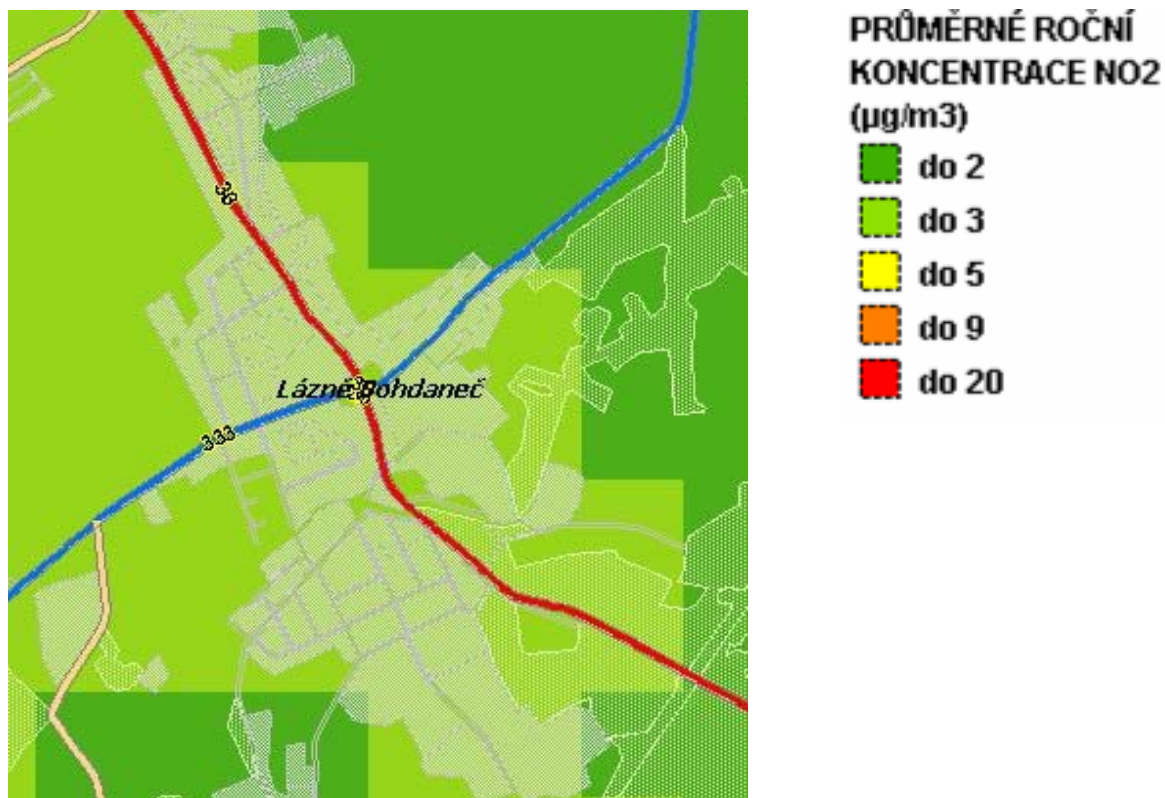 PRŮMĚRNÉ ROČNÍ
KONCENTRACE NO2
(µg/m3)
do 2
do 3
do 5
do 9
do 20
36
Lázně Bohdaneč
333